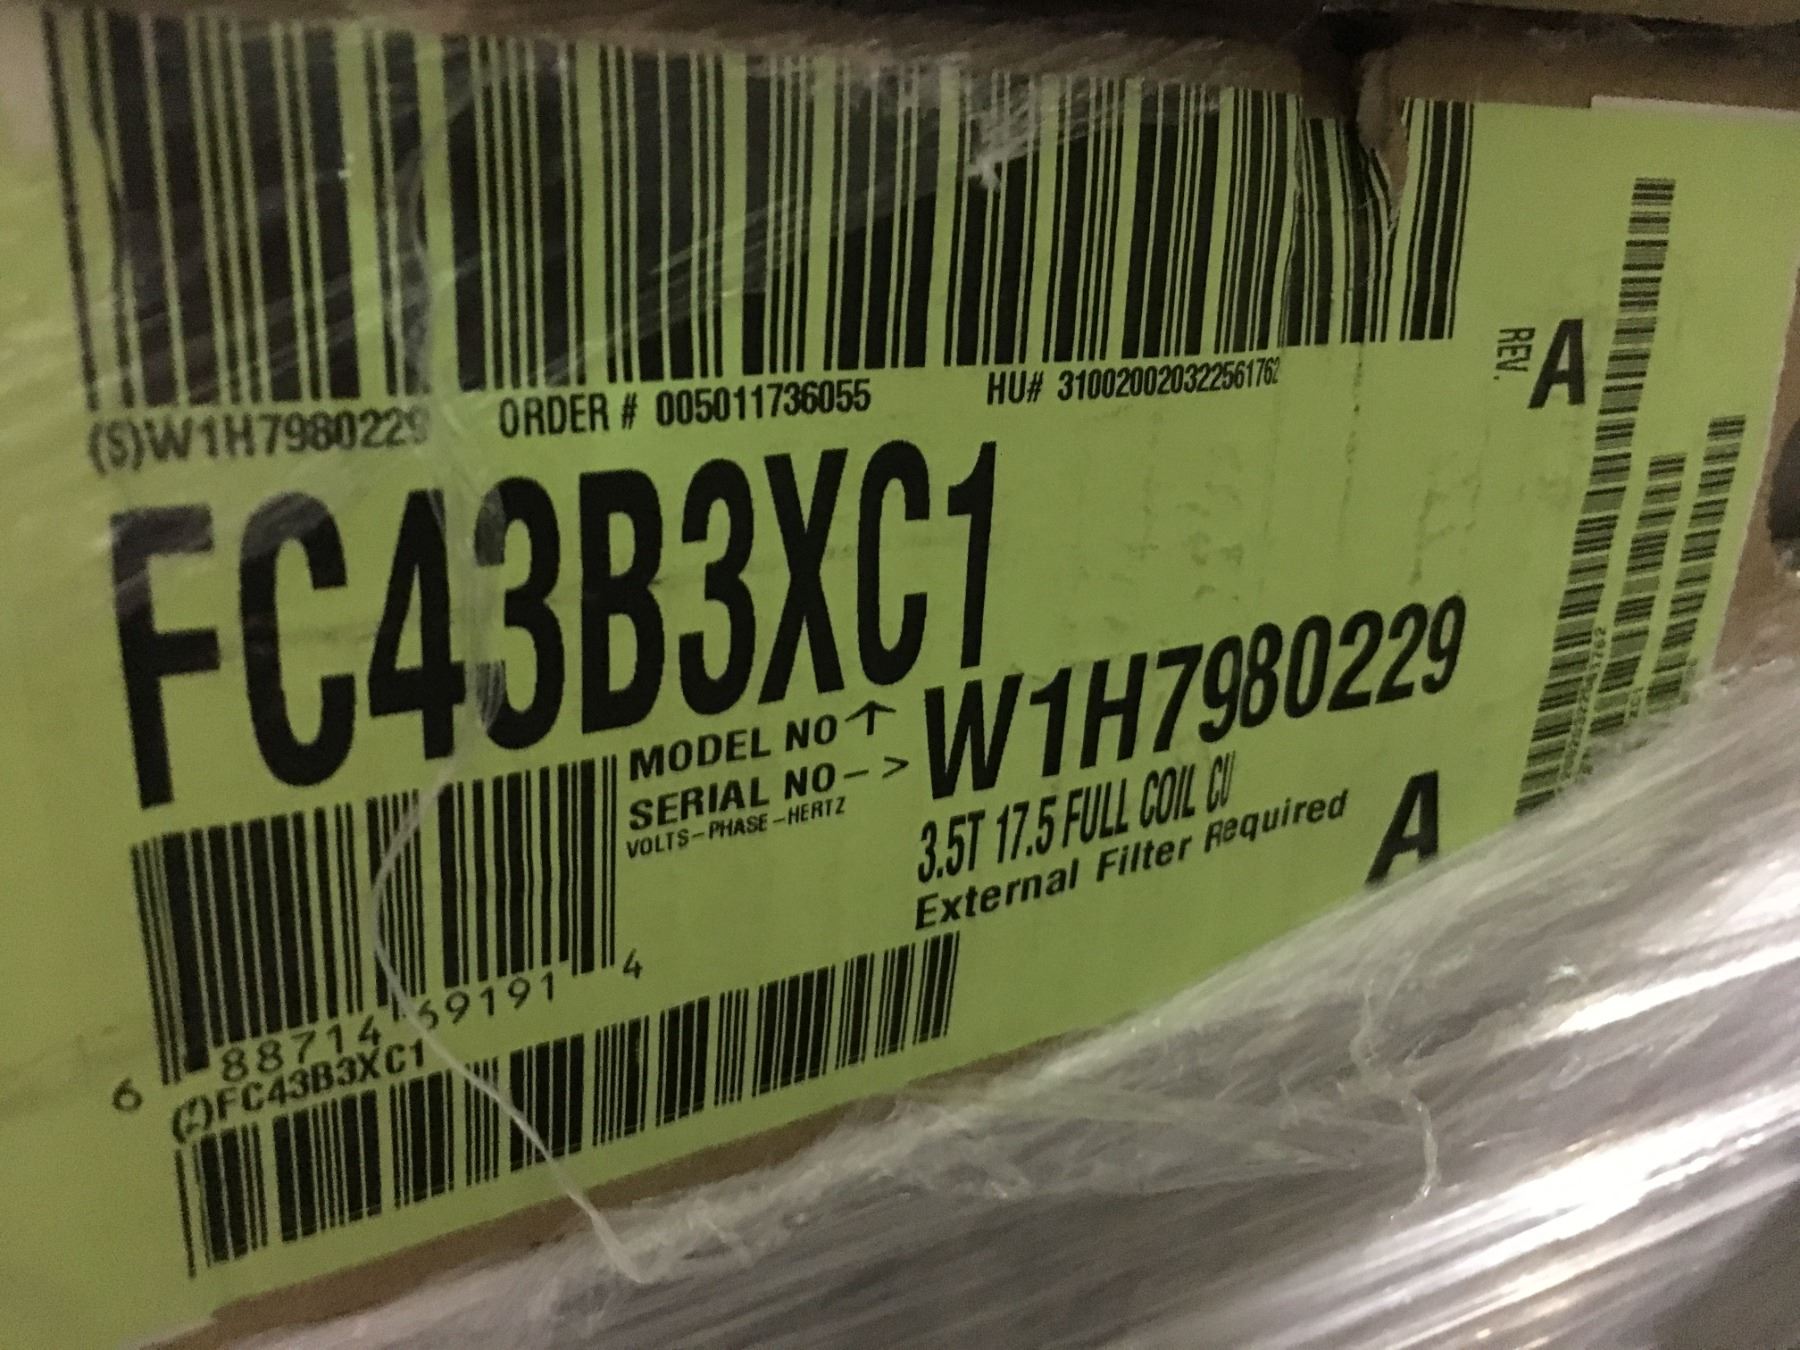 (S)W1H7980229 ORDER # 005011736055 HU# 310020020322561762
REV. A
FC43B3XC1
MODEL NO ↑
SERIAL NO - -> W1H7980229
VOLTS-PHASE-HERTZ
3.5T 17.5 FULL COIL CU
External Filter Required
A
6 88714 69191 4
FC43B3XC1